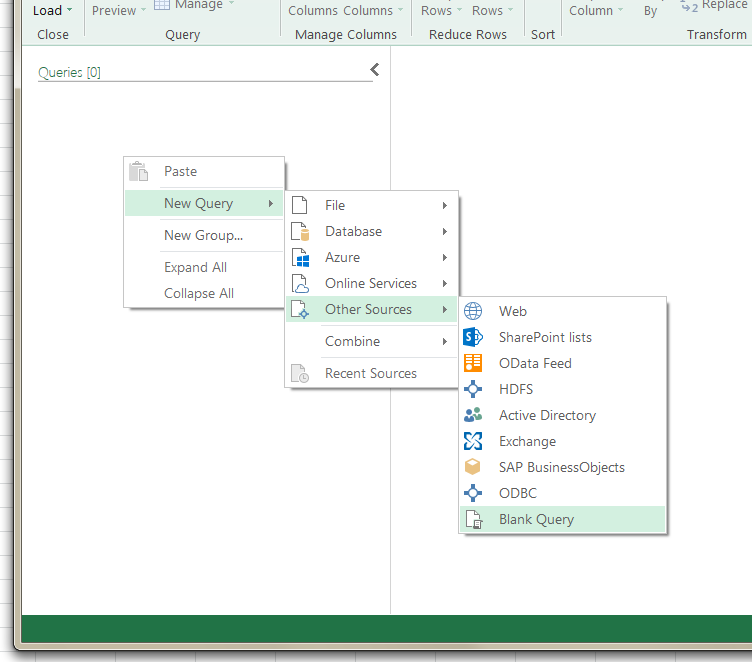 Load Preview Manage Columns Columns Rows Rows Column By Replace
Close Query Manage Columns Reduce Rows Sort Transform
Queries [0]
Paste
New Query
New Group...
Expand All
Collapse All
File
Database
Azure
Online Services
Other Sources
Combine
Recent Sources
Web
SharePoint lists
OData Feed
HDFS
Active Directory
Exchange
SAP BusinessObjects
ODBC
Blank Query